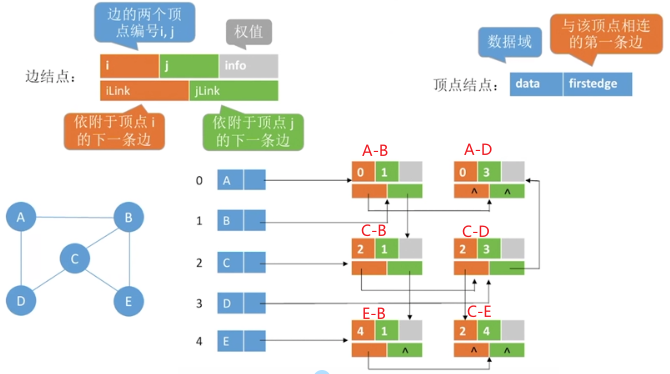 边的两个顶
点编号i, j
权值
边结点：
i j info
iLink jLink
依附于顶点 i
的下一条边
依附于顶点 j
的下一条边
数据域
与该顶点相连
的第一条边
顶点结点：
data firstedge
A B C D E
A-B A-D
0 A 0 1 0 3
^ ^
1 B
C-B C-D
2 C 2 1 2 3
3 D
E-B C-E
4 E 4 1 2 4
^ ^ ^